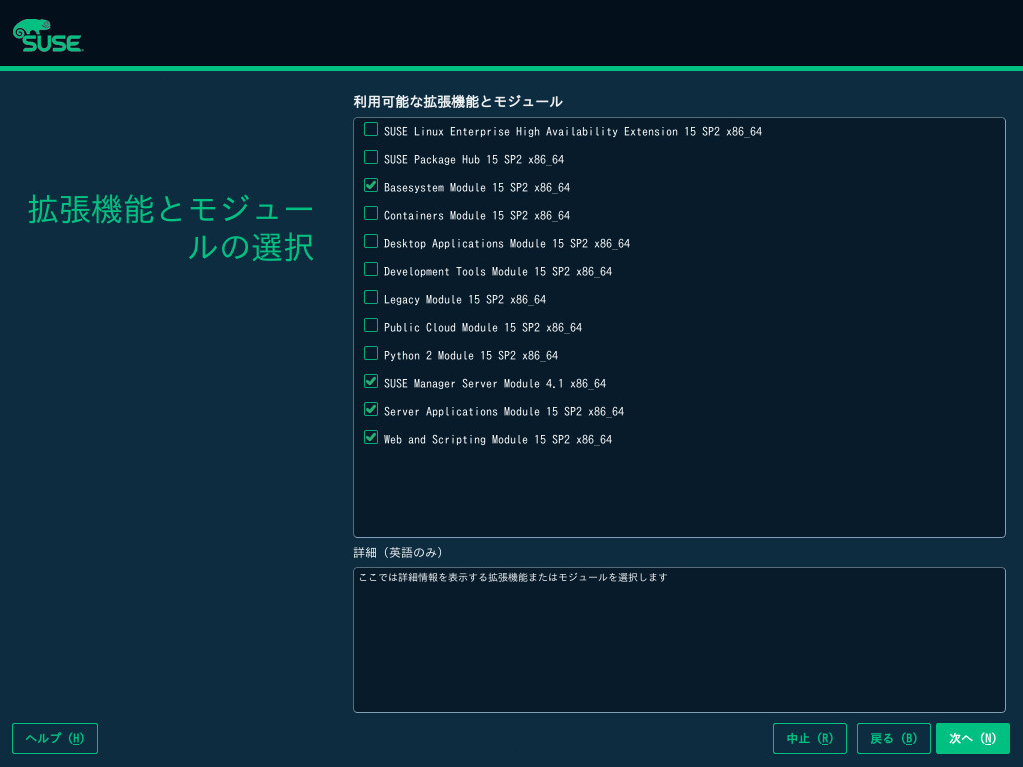 SUSE
利用可能な拡張機能とモジュール
拡張機能とモジュー
ルの選択
SUSE Linux Enterprise High Availability Extension 15 SP2 x86_64
SUSE Package Hub 15 SP2 x86_64
Basesystem Module 15 SP2 x86_64
Containers Module 15 SP2 x86_64
Desktop Applications Module 15 SP2 x86_64
Development Tools Module 15 SP2 x86_64
Legacy Module 15 SP2 x86_64
Public Cloud Module 15 SP2 x86_64
Python 2 Module 15 SP2 x86_64
SUSE Manager Server Module 4.1 x86_64
Server Applications Module 15 SP2 x86_64
Web and Scripting Module 15 SP2 x86_64
詳細（英語のみ）
ここでは詳細情報を表示する拡張機能またはモジュールを選択します
ヘルプ (H)
中止 (R)
戻る (B)
次へ (N)